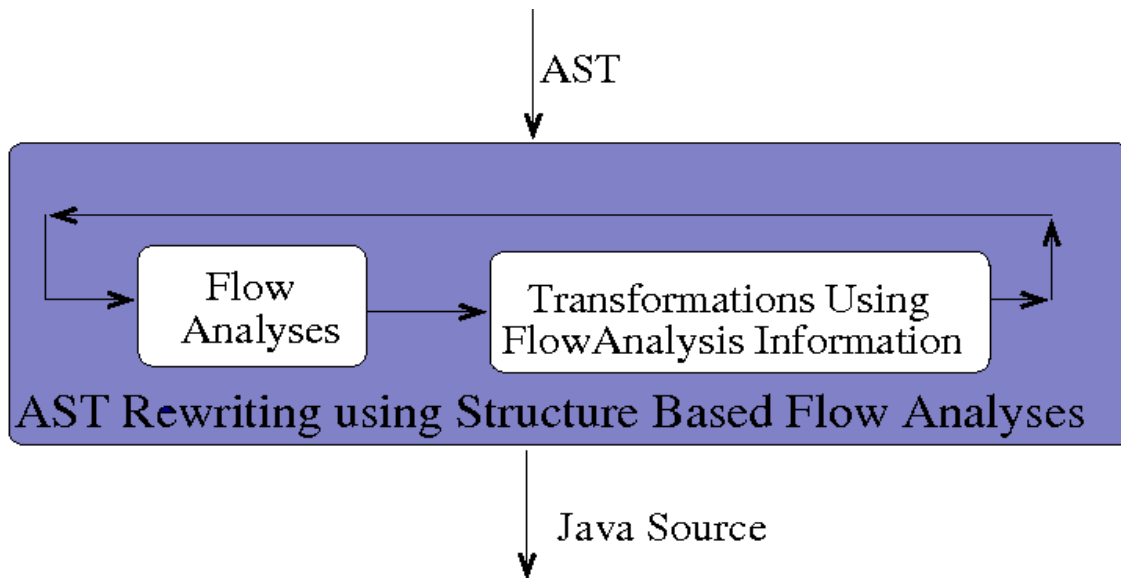 AST
Flow
Analyses
Transformations Using
FlowAnalysis Information
AST Rewriting using Structure Based Flow Analyses
Java Source